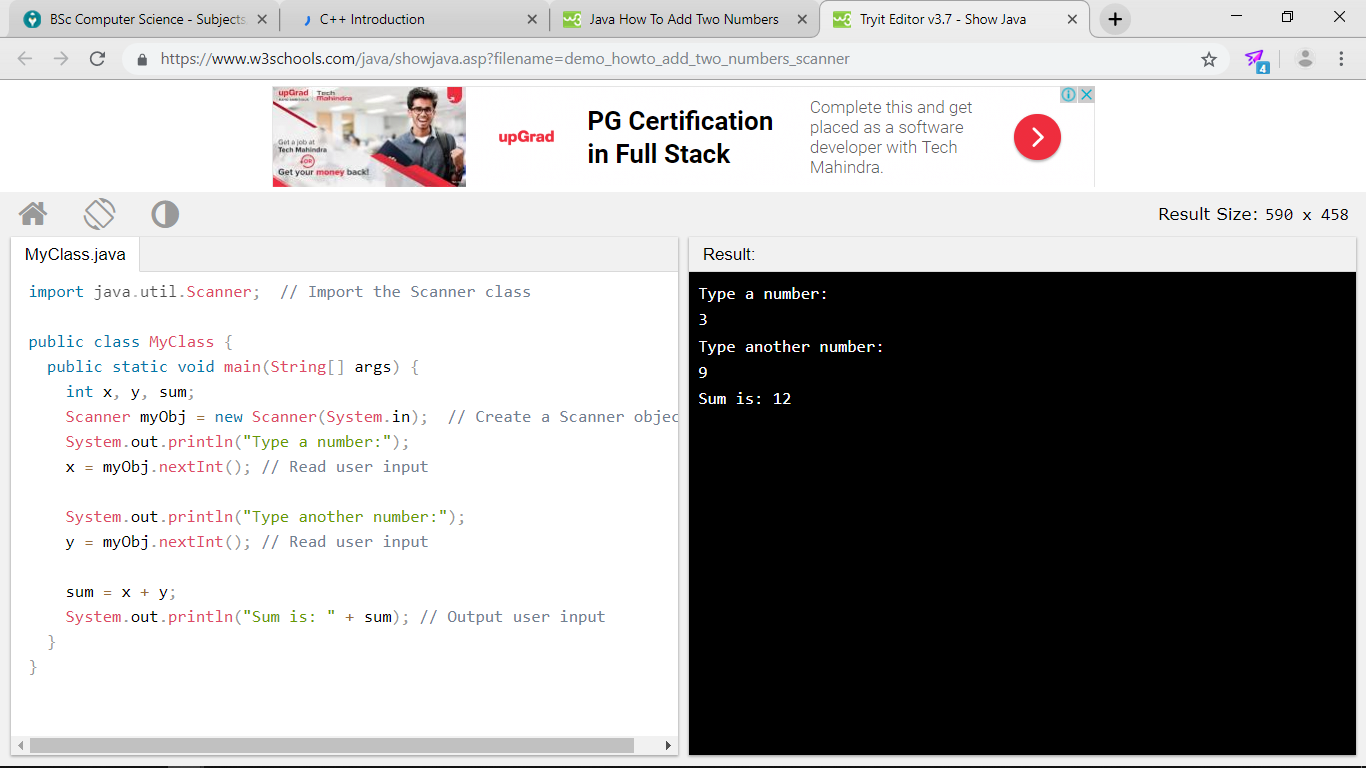 BSc Computer Science - Subjects
C++ Introduction
Java How To Add Two Numbers
Tryit Editor v3.7 - Show Java
https://www.w3schools.com/java/showjava.asp?filename=demo_howto_add_two_numbers_scanner
4
upGrad Tech Mahindra
Get a job at
Tech Mahindra
OR
Get your money back!
upGrad
PG Certification
in Full Stack
Complete this and get
placed as a software
developer with Tech
Mahindra.
Result Size: 590 x 458
MyClass.java
import java.util.Scanner;  // Import the Scanner class
public class MyClass {
  public static void main(String[] args) {
    int x, y, sum;
    Scanner myObj = new Scanner(System.in);  // Create a Scanner objec
    System.out.println("Type a number:");
    x = myObj.nextInt(); // Read user input
    System.out.println("Type another number:");
    y = myObj.nextInt(); // Read user input
    sum = x + y;
    System.out.println("Sum is: " + sum); // Output user input
  }
}
Result:
Type a number:
3
Type another number:
9
Sum is: 12